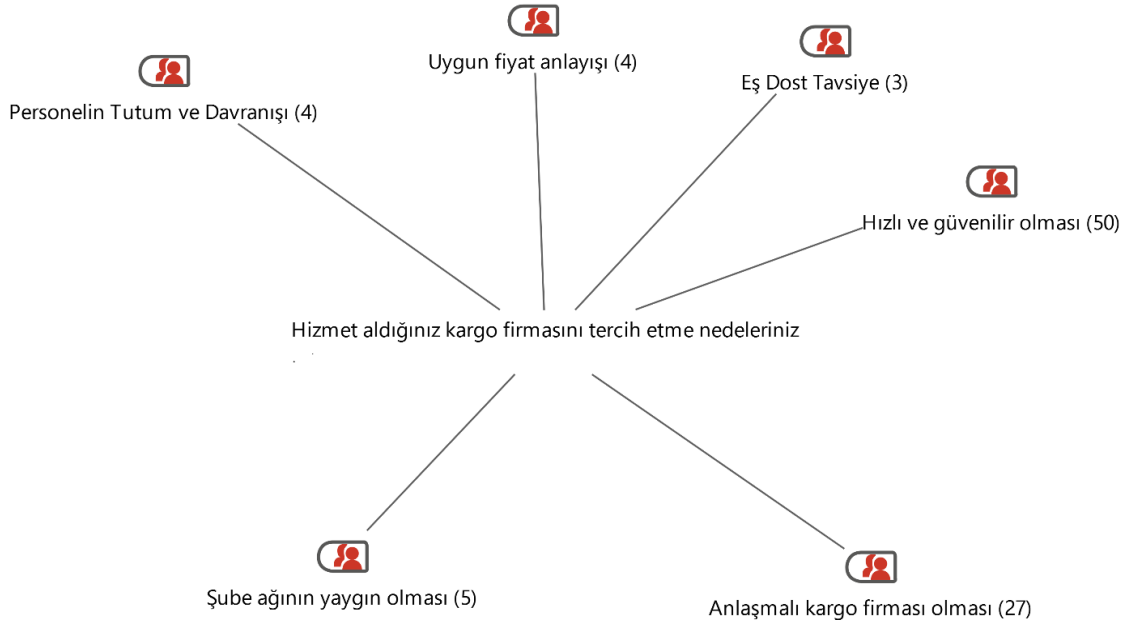 Uygun fiyat anlayışı (4)
Eş Dost Tavsiye (3)
Personelin Tutum ve Davranışı (4)
Hızlı ve güvenilir olması (50)
Hizmet aldığınız kargo firmasını tercih etme nedeleriniz
Şube ağının yaygın olması (5)
Anlaşmalı kargo firması olması (27)